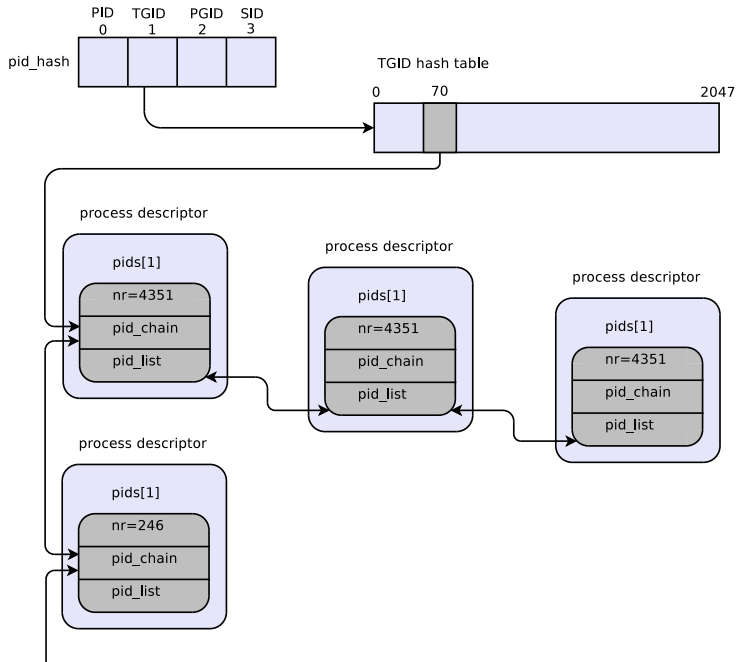 PID TGID PGID SID
0 1 2 3
pid_hash
TGID hash table
0 70 2047
process descriptor
pids[1]
nr=4351
pid_chain
pid_list
process descriptor
pids[1]
nr=4351
pid_chain
pid_list
process descriptor
pids[1]
nr=4351
pid_chain
pid_list
process descriptor
pids[1]
nr=246
pid_chain
pid_list